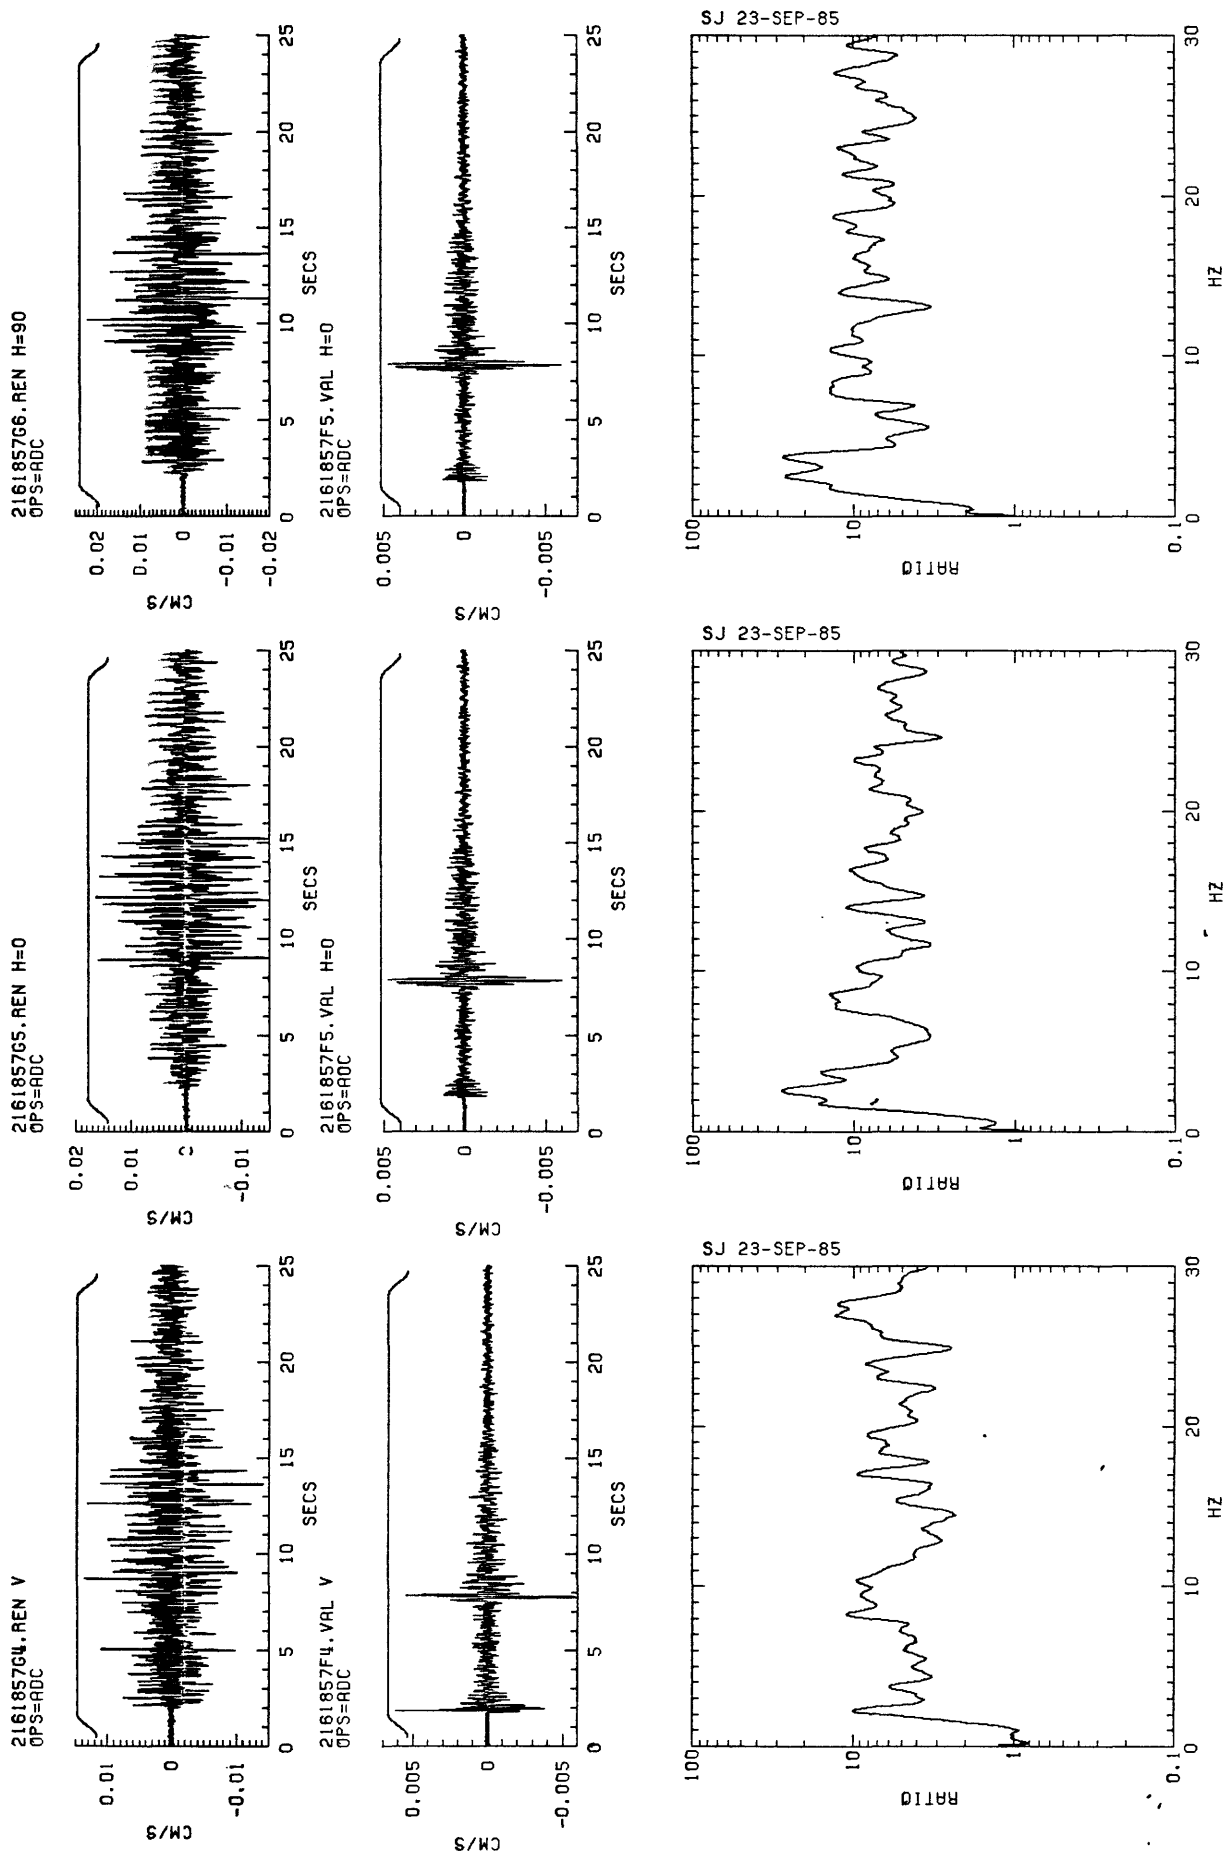 2161857G4.REN V
OPS=ADC
CM/S
0.01
0
-0.01
0 5 10 15 20 25
SECS
2161857G5.REN H=0
OPS=ADC
CM/S
0.02
0.01
0
-0.01
0 5 10 15 20 25
SECS
2161857G6.REN H=90
OPS=ADC
CM/S
0.02
0.01
0
-0.01
-0.02
0 5 10 15 20 25
SECS
2161857F4.VAL V
OPS=ADC
CM/S
0.005
0
-0.005
0 5 10 15 20 25
SECS
2161857F5.VAL H=0
OPS=ADC
CM/S
0.005
0
-0.005
0 5 10 15 20 25
SECS
2161857F5.VAL H=0
OPS=ADC
CM/S
0.005
0
-0.005
0 5 10 15 20 25
SECS
SJ 23-SEP-85
RATIO
100
10
1
0.1
0 10 20 30
HZ
SJ 23-SEP-85
RATIO
100
10
1
0.1
0 10 20 30
HZ
SJ 23-SEP-85
RATIO
100
10
1
0.1
0 10 20 30
HZ